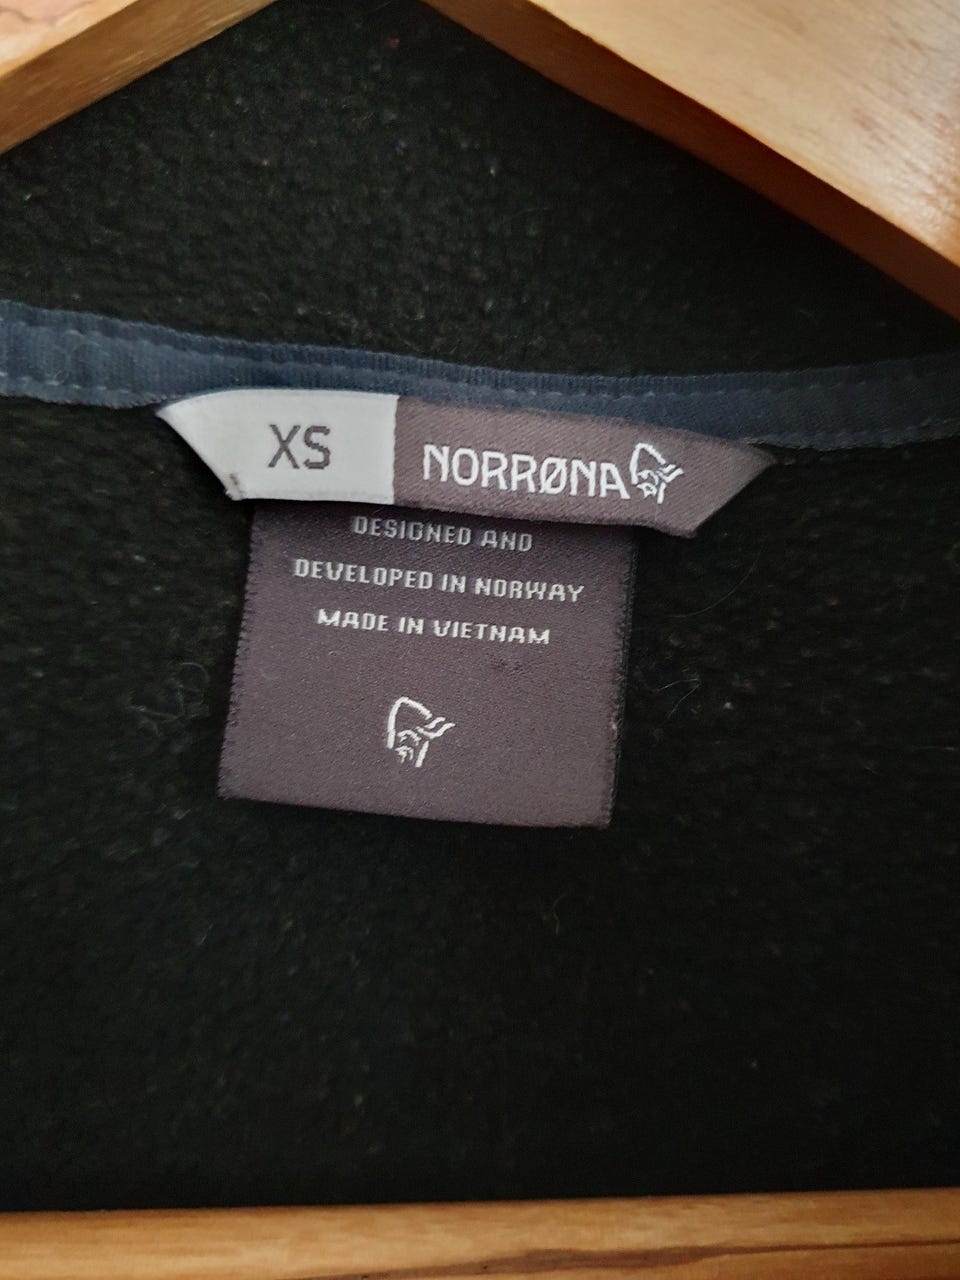 XS
NORRØNA
DESIGNED AND
DEVELOPED IN NORWAY
MADE IN VIETNAM